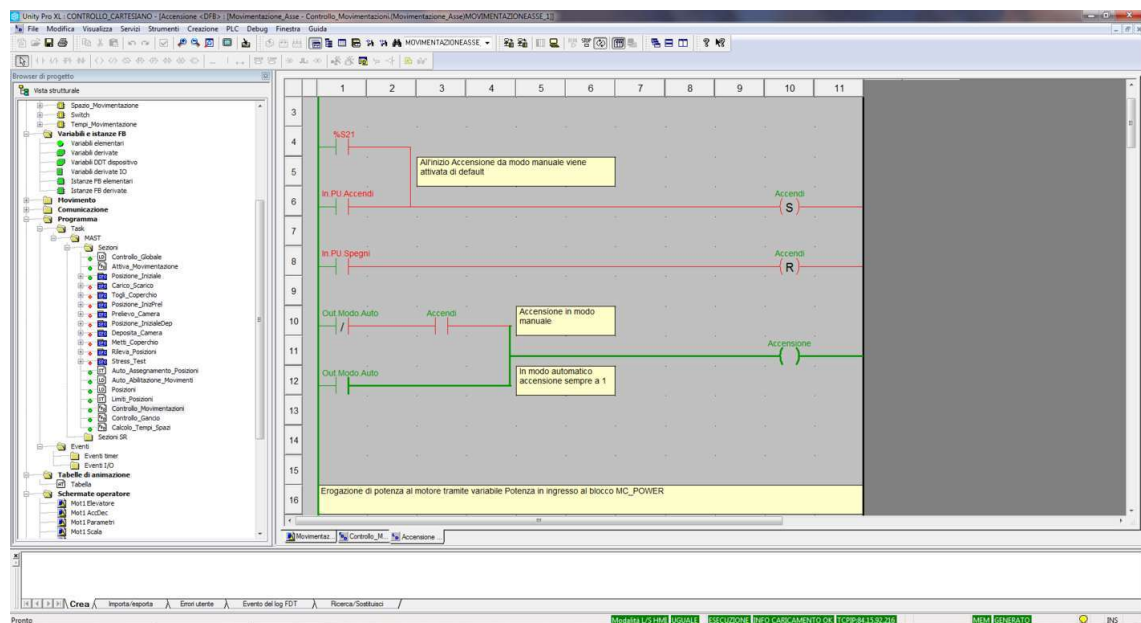 Unity Pro XL : CONTROLLO_CARTESIANO - [Accensione <DFB> : [Movimentazione_Asse - Controllo_Movimentazioni.(Movimentazione_Asse)MOVIMENTAZIONEASSE_1]]
File Modifica Visualizza Servizi Strumenti Creazione PLC Debug Finestra Guida
MOVIMENTAZIONEASSE
Browser di progetto
Vista strutturale
Spazio_Movimentazione
Switch
Tempi_Movimentazione
Variabili e istanze FB
Variabili elementari
Variabili derivate
Variabili DDT dispositivo
Variabili derivate IO
Istanze FB elementari
Istanze FB derivate
Movimento
Comunicazione
Programma
Task
MAST
Sezioni
Controllo_Globale
Attiva_Movimentazione
Posizione_Iniziale
Carico_Scarico
Togli_Coperchio
Posizione_InizPrel
Prelievo_Camera
Posizione_InizialeDep
Deposita_Camera
Metti_Coperchio
Rileva_Posizioni
Stress_Test
Auto_Assegnamento_Posizioni
Auto_Abilitazione_Movimenti
Posizioni
Limiti_Posizioni
Controllo_Movimentazioni
Controllo_Gancio
Calcolo_Tempi_Spazi
Sezioni SR
Eventi
Eventi timer
Eventi I/O
Tabelle di animazione
Tabella
Schermate operatore
Mot1 Elevatore
Mot1 AccDec
Mot1 Parametri
Mot1 Scala
1 2 3 4 5 6 7 8 9 10 11
3
4
%S21
5
All'inizio Accensione da modo manuale viene
attivata di default
6
In.PU.Accendi
Accendi
S
7
8
In.PU.Spegni
Accendi
R
9
10
Out.Modo.Auto
Accendi
Accensione in modo
manuale
11
Accensione
12
Out.Modo.Auto
In modo automatico
accensione sempre a 1
13
14
15
16
Erogazione di potenza al motore tramite variabile Potenza in ingresso al blocco MC_POWER
Movimentaz... Controllo_M... Accensione ...
Crea Importa/esporta Errori utente Evento del log FDT Ricerca/Sostituisci
Pronto
Modalità L/S HMI UGUALE ESECUZIONE INFO CARICAMENTO OK TCPIP:84.15.92.216 MEM GENERATO INS